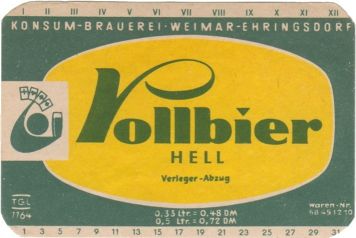 I II III IV V VI VII VIII IX X XI XII
KONSUM-BRAUEREI·WEIMAR-EHRINGSDORF
Vollbier
HELL
Verleger-Abzug
TGL
7764
0,33 Ltr. = 0,48 DM
0,5 Ltr. = 0,72 DM
Waren-Nr.
1 3 5 7 9 11 13 15 17 19 21 23 25 27 29 31